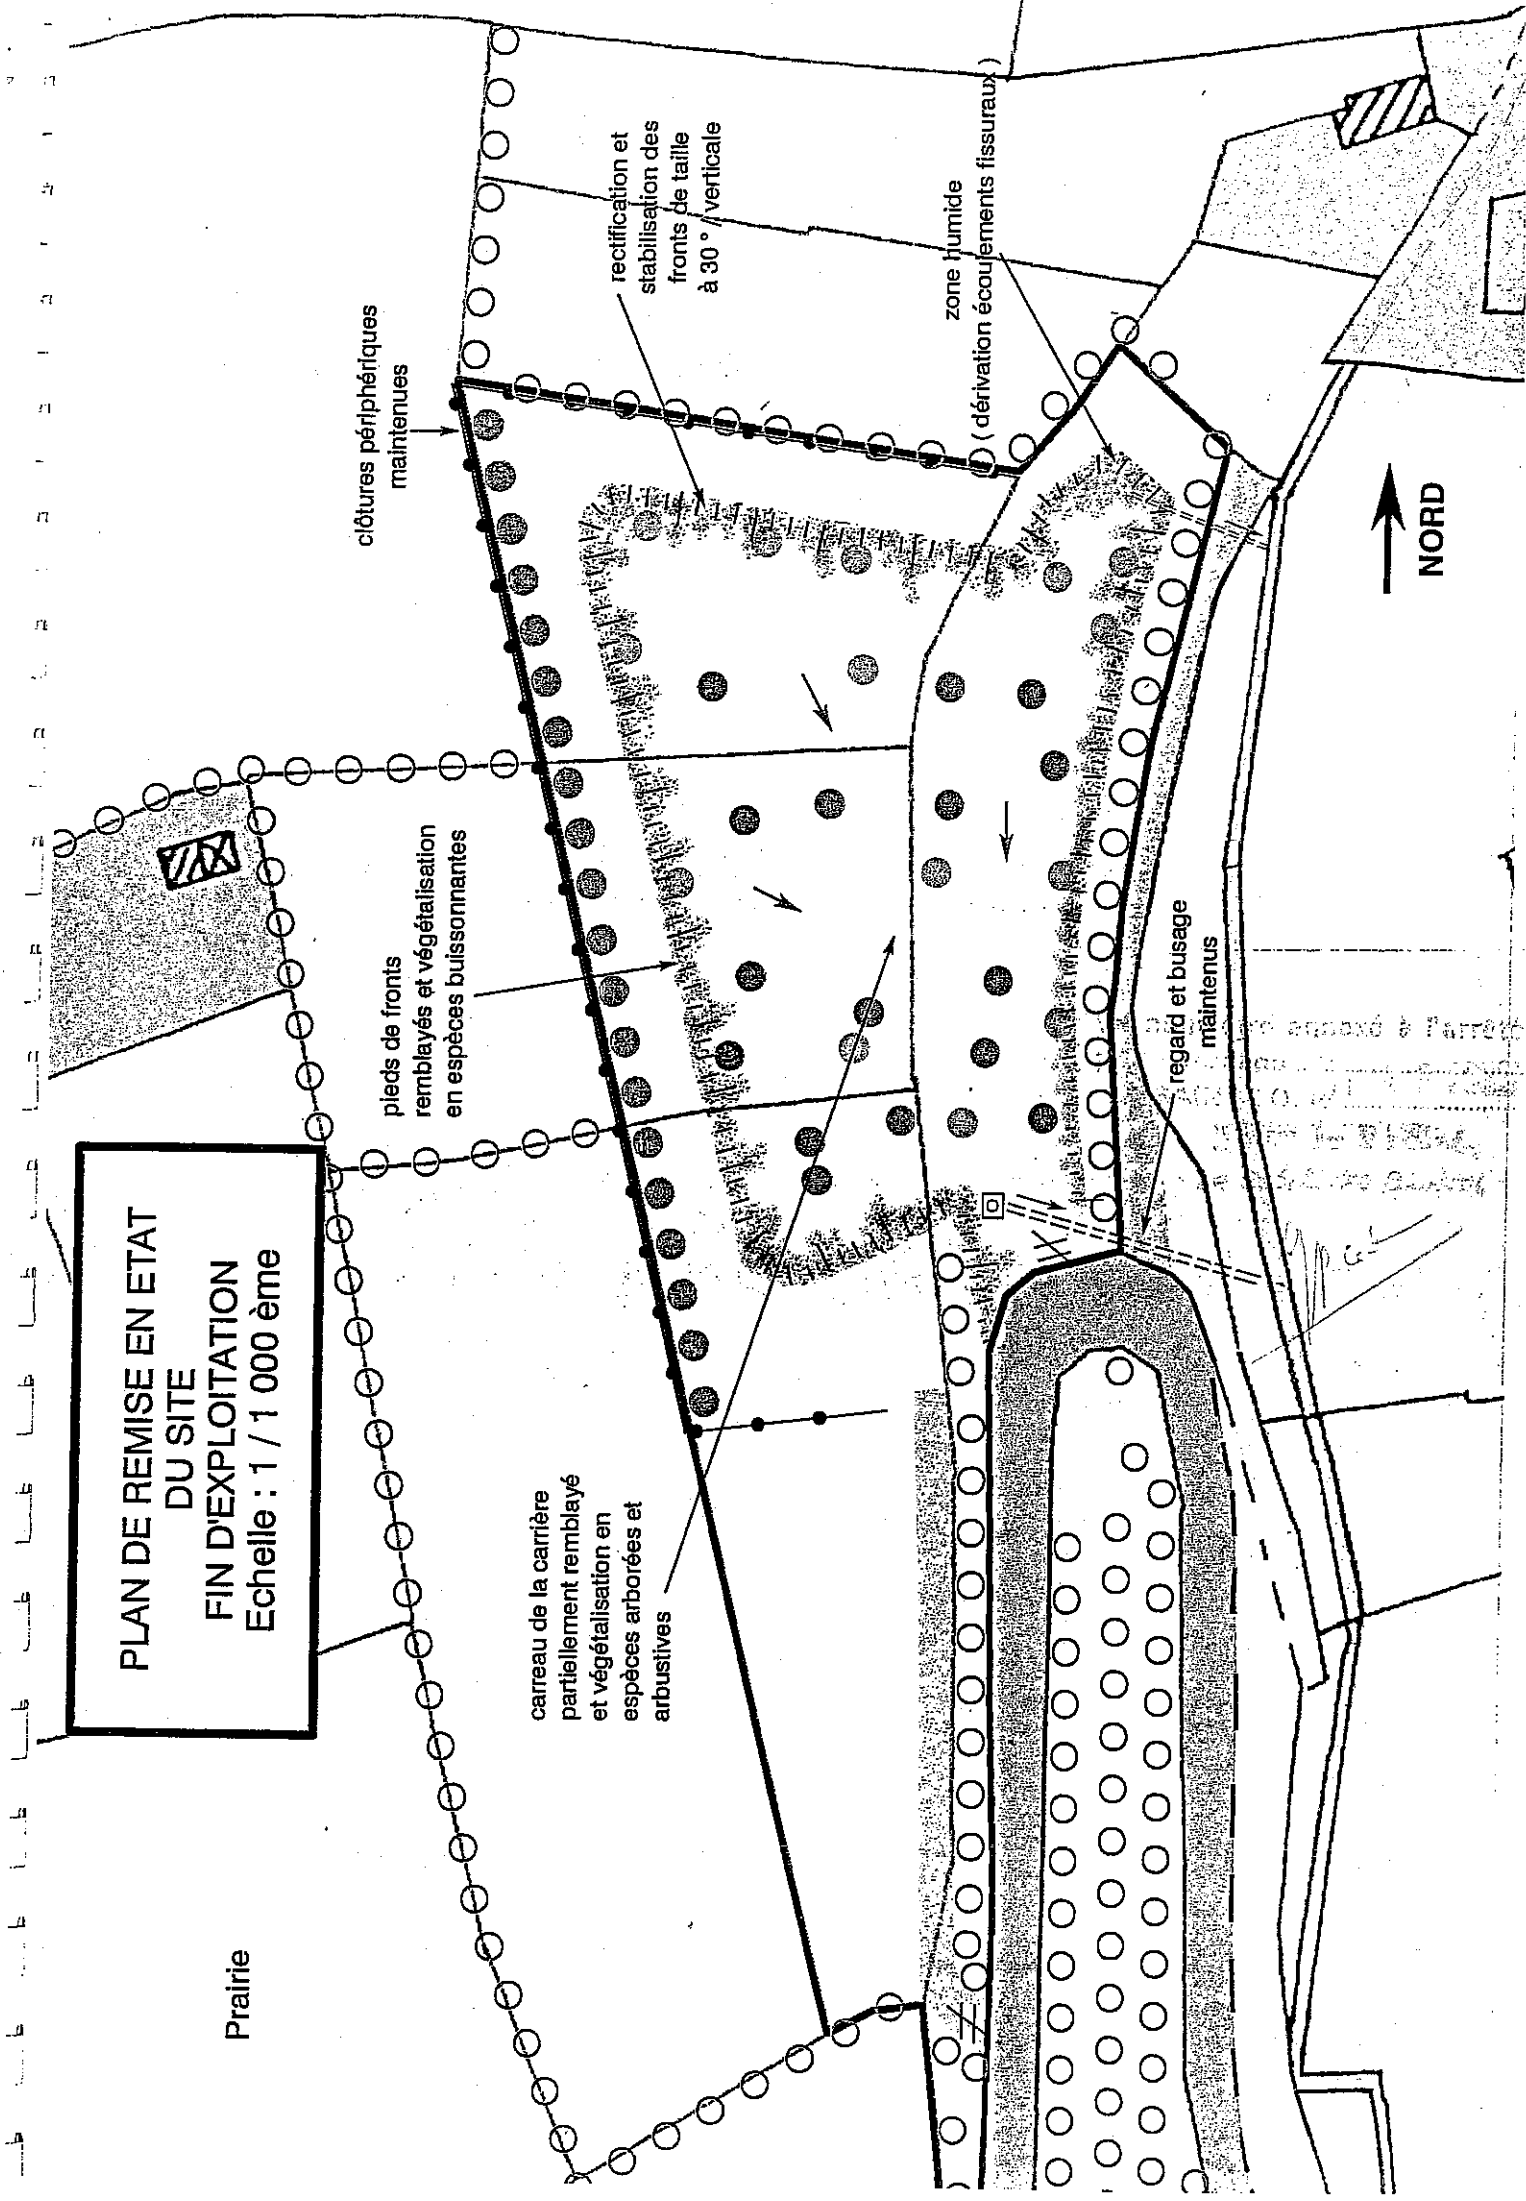 PLAN DE REMISE EN ETAT
DU SITE
FIN D'EXPLOITATION
Echelle : 1 / 1 000 ème
Prairie
clôtures périphériques
maintenues
rectification et
stabilisation des
fronts de taille
à 30 ° / verticale
zone humide
( dérivation écoulements fissuraux )
pieds de fronts
remblayés et végétalisation
en espèces buissonnantes
carreau de la carrière
partiellement remblayé
et végétalisation en
espèces arborées et
arbustives
regard et busage
maintenus
NORD
annexé à l'arrêté